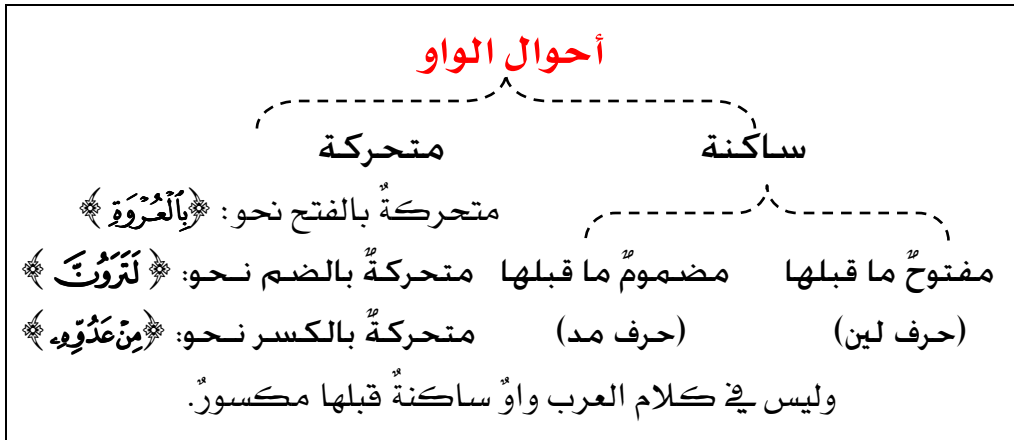 أحوال الواو
ساكنة متحركة
متحركةٌ بالفتح نحو: ﴿بِٱلْعُرْوَةِ﴾
مفتوحٌ ما قبلها مضمومٌ ما قبلها متحركةٌ بالضم نحو: ﴿لَتَرَوُنَّ﴾
(حرف لين) (حرف مد) متحركةٌ بالكسر نحو: ﴿مِنْ عَدُوِّهِۦ﴾
وليس في كلام العرب واوٌ ساكنةٌ قبلها مكسورٌ.